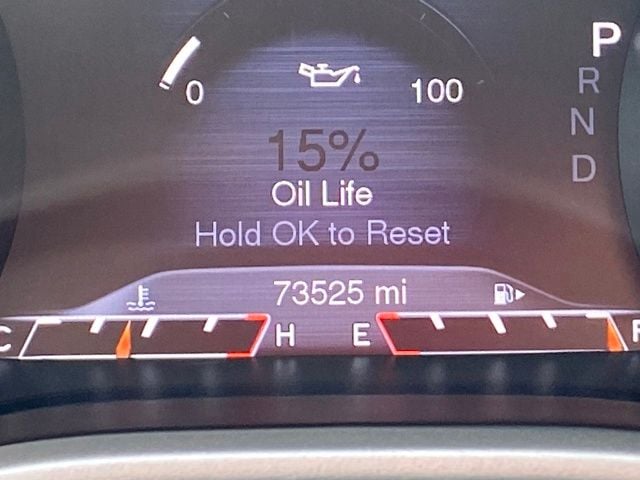 P
R
N
D
0 100
15%
Oil Life
Hold OK to Reset
73525 mi
C H E F